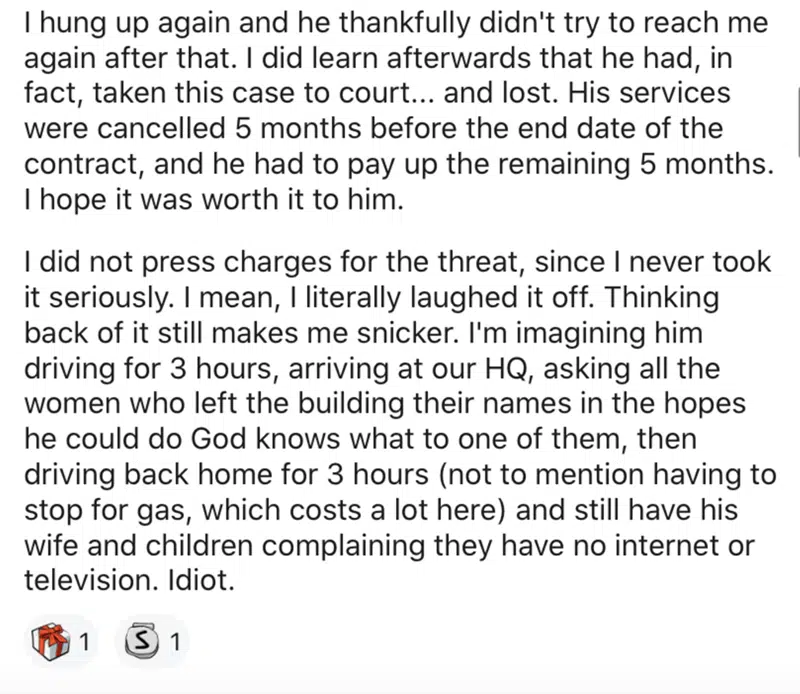 I hung up again and he thankfully didn't try to reach me
again after that. I did learn afterwards that he had, in
fact, taken this case to court... and lost. His services
were cancelled 5 months before the end date of the
contract, and he had to pay up the remaining 5 months.
I hope it was worth it to him.
I did not press charges for the threat, since I never took
it seriously. I mean, I literally laughed it off. Thinking
back of it still makes me snicker. I'm imagining him
driving for 3 hours, arriving at our HQ, asking all the
women who left the building their names in the hopes
he could do God knows what to one of them, then
driving back home for 3 hours (not to mention having to
stop for gas, which costs a lot here) and still have his
wife and children complaining they have no internet or
television. Idiot.
1 S 1